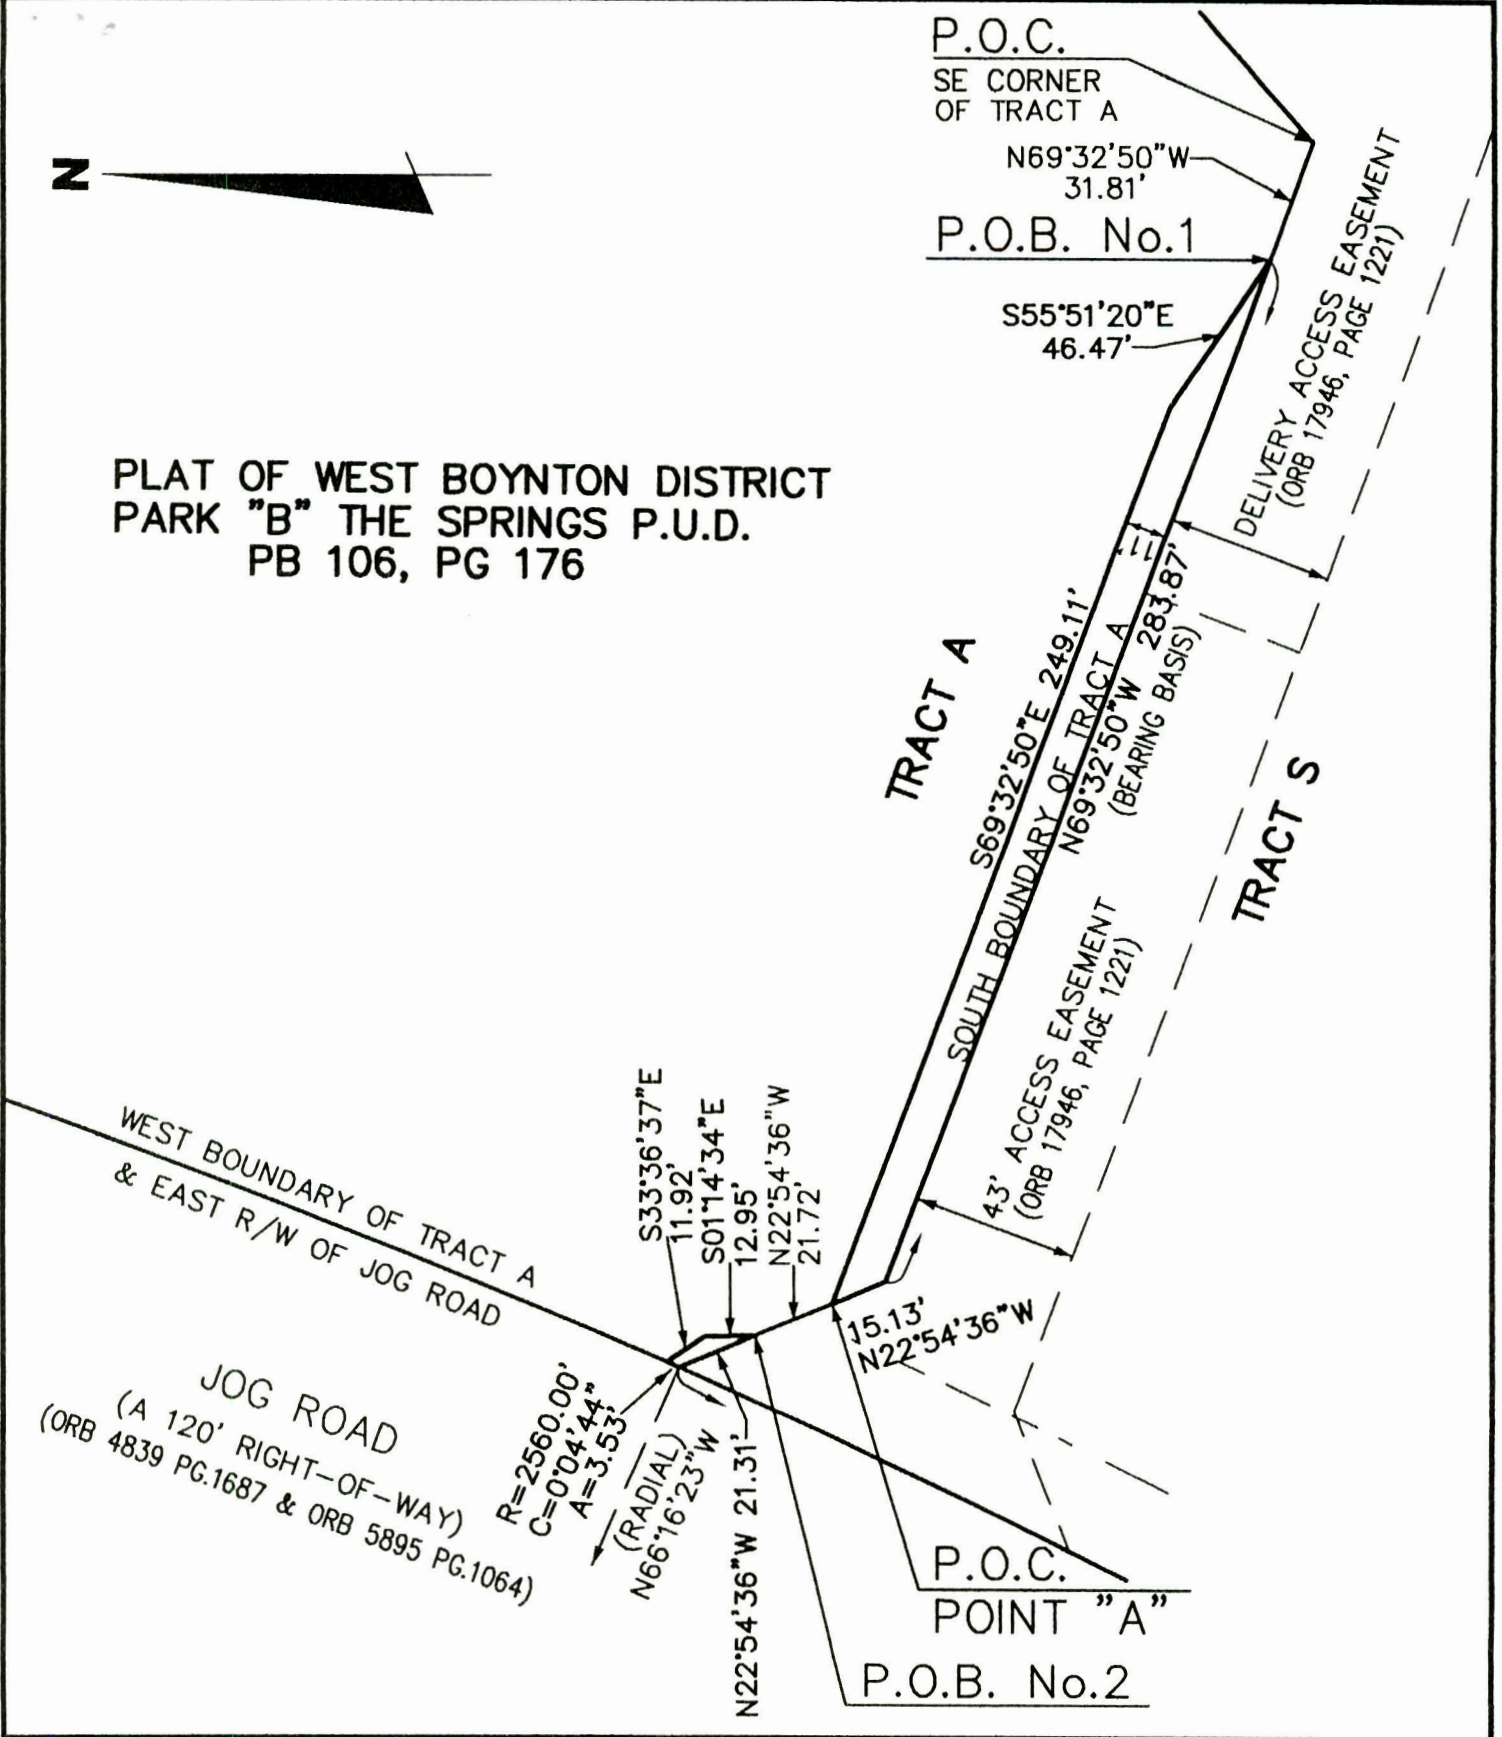 P.O.C.
SE CORNER
OF TRACT A
N
N69°32'50"W
31.81'
P.O.B. No.1
S55°51'20"E
46.47'
DELIVERY ACCESS EASEMENT
(ORB 17946, PAGE 1221)
PLAT OF WEST BOYNTON DISTRICT
PARK "B" THE SPRINGS P.U.D.
PB 106, PG 176
11'
TRACT A
S69°32'50"E 249.11'
SOUTH BOUNDARY OF TRACT A
N69°32'50"W 283.87'
(BEARING BASIS)
TRACT S
43' ACCESS EASEMENT
(ORB 17946, PAGE 1221)
WEST BOUNDARY OF TRACT A
& EAST R/W OF JOG ROAD
S33°36'37"E
11.92'
S01°14'34"E
12.95'
N22°54'36"W
21.72'
15.13'
N22°54'36"W
JOG ROAD
(A 120' RIGHT-OF-WAY)
(ORB 4839 PG.1687 & ORB 5895 PG.1064)
R=2560.00'
C=0°04'44"
A=3.53'
(RADIAL)
N66°16'23"W
N22°54'36"W 21.31'
P.O.C.
POINT "A"
P.O.B. No.2